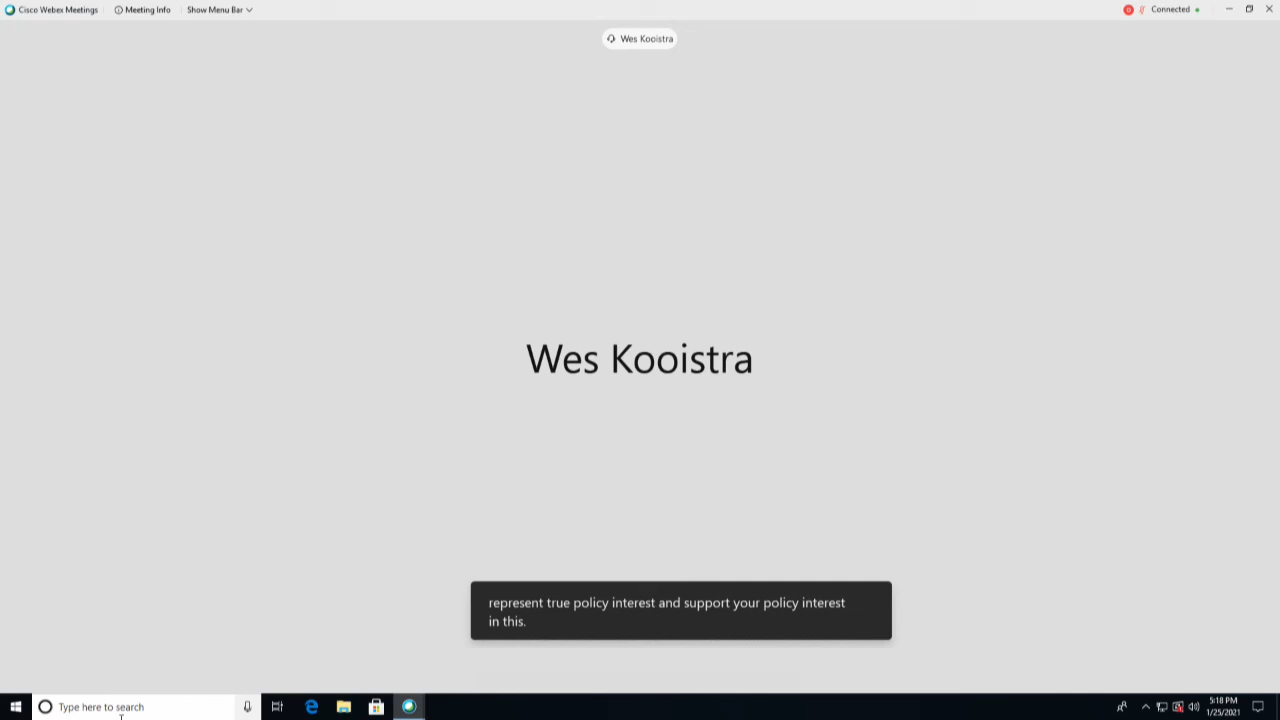 Cisco Webex Meetings Meeting Info Show Menu Bar Connected
Wes Kooistra
Wes Kooistra
represent true policy interest and support your policy interest
in this.
Type here to search
5:18 PM
1/25/2021